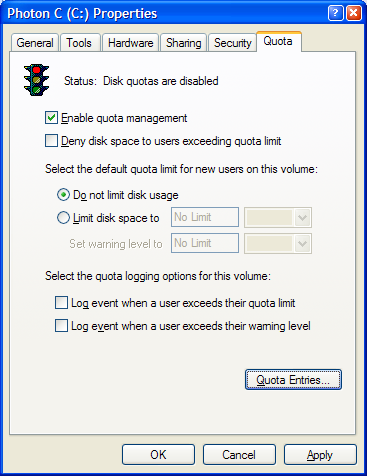 Photon C (C:) Properties
General Tools Hardware Sharing Security Quota
Status: Disk quotas are disabled
Enable quota management
Deny disk space to users exceeding quota limit
Select the default quota limit for new users on this volume:
Do not limit disk usage
Limit disk space to No Limit
Set warning level to No Limit
Select the quota logging options for this volume:
Log event when a user exceeds their quota limit
Log event when a user exceeds their warning level
Quota Entries...
OK Cancel Apply